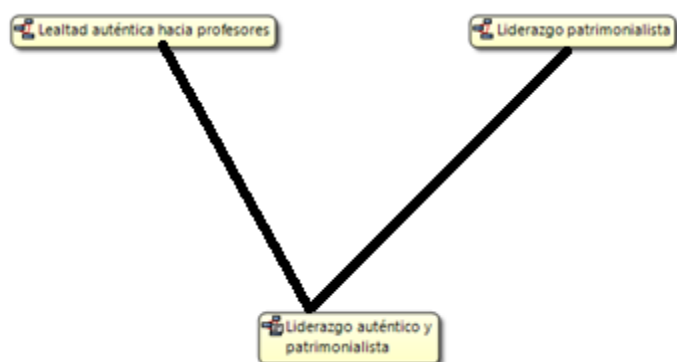 Lealtad auténtica hacia profesores
Liderazgo patrimonialista
Liderazgo auténtico y
patrimonialista